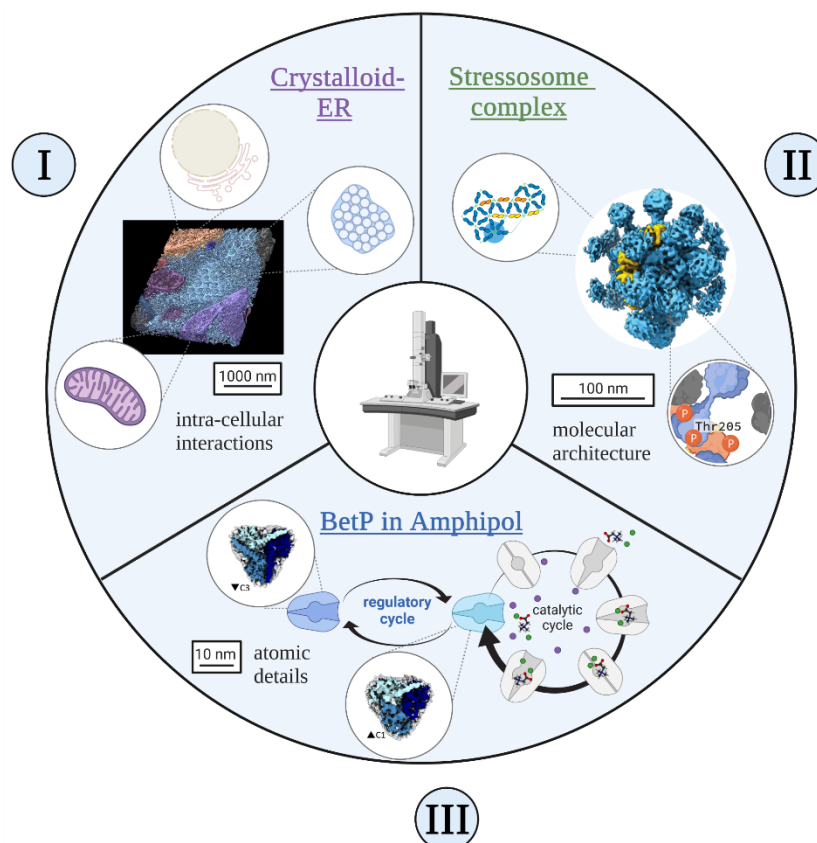 I
Crystalloid-
ER
1000 nm
intra-cellular
interactions
II
Stressosome
complex
100 nm
molecular
architecture
P
Thr205
P
P
III
BetP in Amphipol
▼C3
regulatory
cycle
catalytic
cycle
10 nm
atomic
details
▲C1